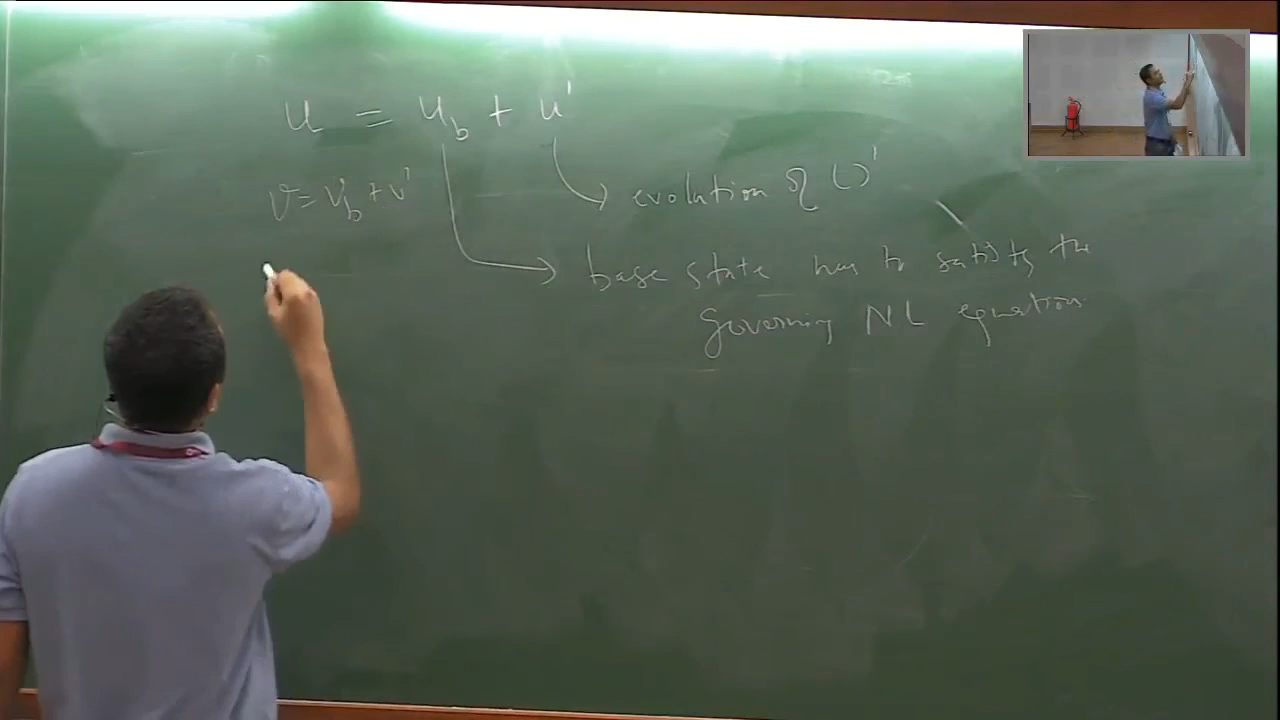 u = u_b + u'
v = v_b + v'
evolution of ( )'
base state has to satisfy the
governing NL equation